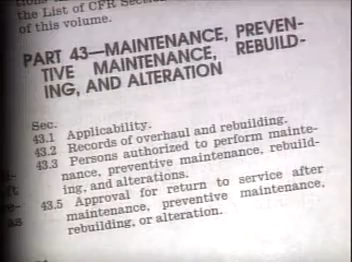 the List of CFR
of this volume.
PART 43—MAINTENANCE, PREVEN-
TIVE MAINTENANCE, REBUILD-
ING, AND ALTERATION
Sec.
43.1 Applicability.
43.2 Records of overhaul and rebuilding.
43.3 Persons authorized to perform mainte-
nance, preventive maintenance, rebuild-
ing, and alterations.
43.5 Approval for return to service after
maintenance, preventive maintenance,
rebuilding, or alteration.